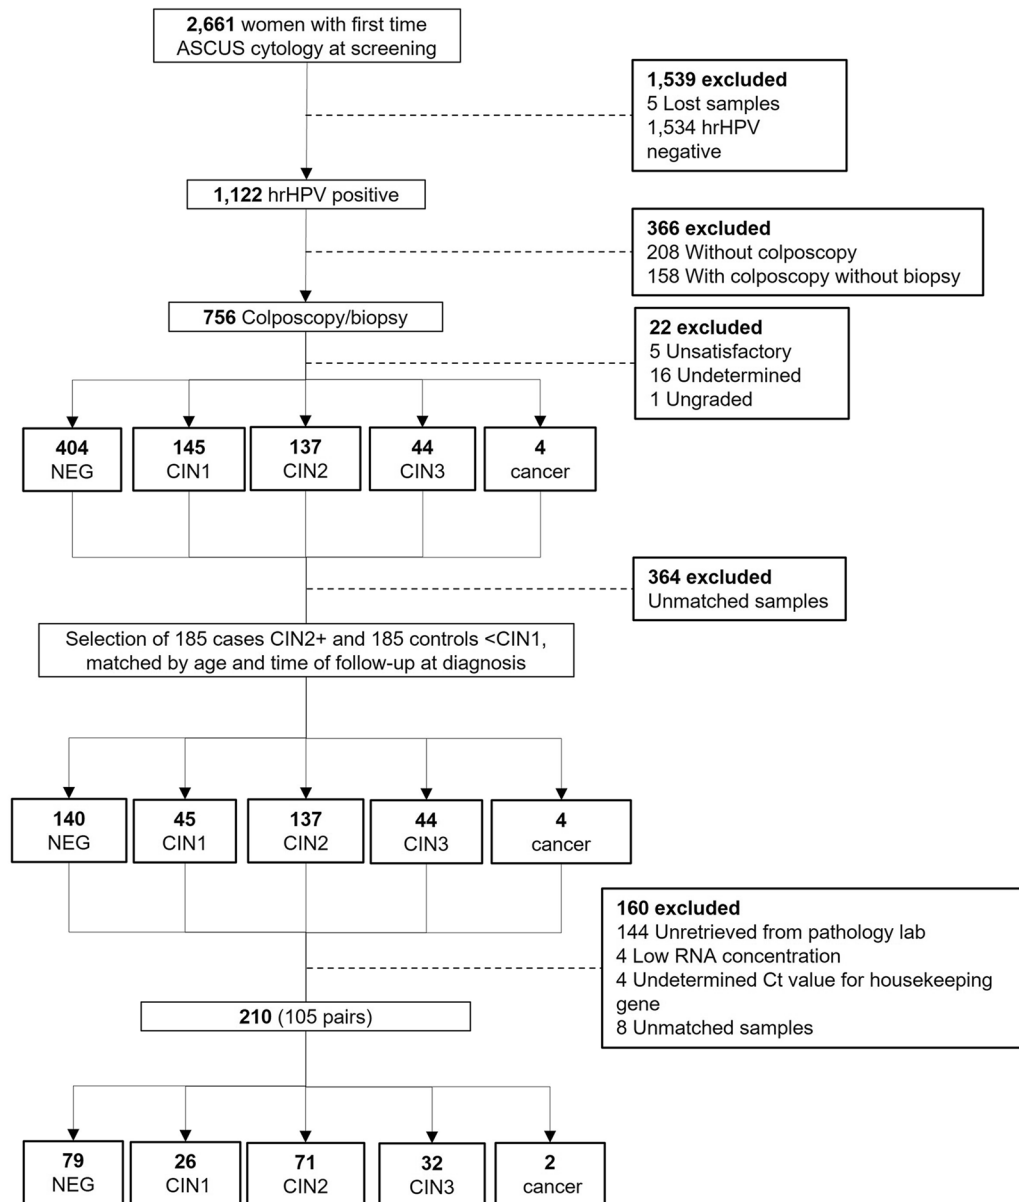 2,661 women with first time
ASCUS cytology at screening
1,539 excluded
5 Lost samples
1,534 hrHPV
negative
1,122 hrHPV positive
366 excluded
208 Without colposcopy
158 With colposcopy without biopsy
756 Colposcopy/biopsy
22 excluded
5 Unsatisfactory
16 Undetermined
1 Ungraded
404
NEG
145
CIN1
137
CIN2
44
CIN3
4
cancer
364 excluded
Unmatched samples
Selection of 185 cases CIN2+ and 185 controls <CIN1,
matched by age and time of follow-up at diagnosis
140
NEG
45
CIN1
137
CIN2
44
CIN3
4
cancer
160 excluded
144 Unretrieved from pathology lab
4 Low RNA concentration
4 Undetermined Ct value for housekeeping
gene
8 Unmatched samples
210 (105 pairs)
79
NEG
26
CIN1
71
CIN2
32
CIN3
2
cancer